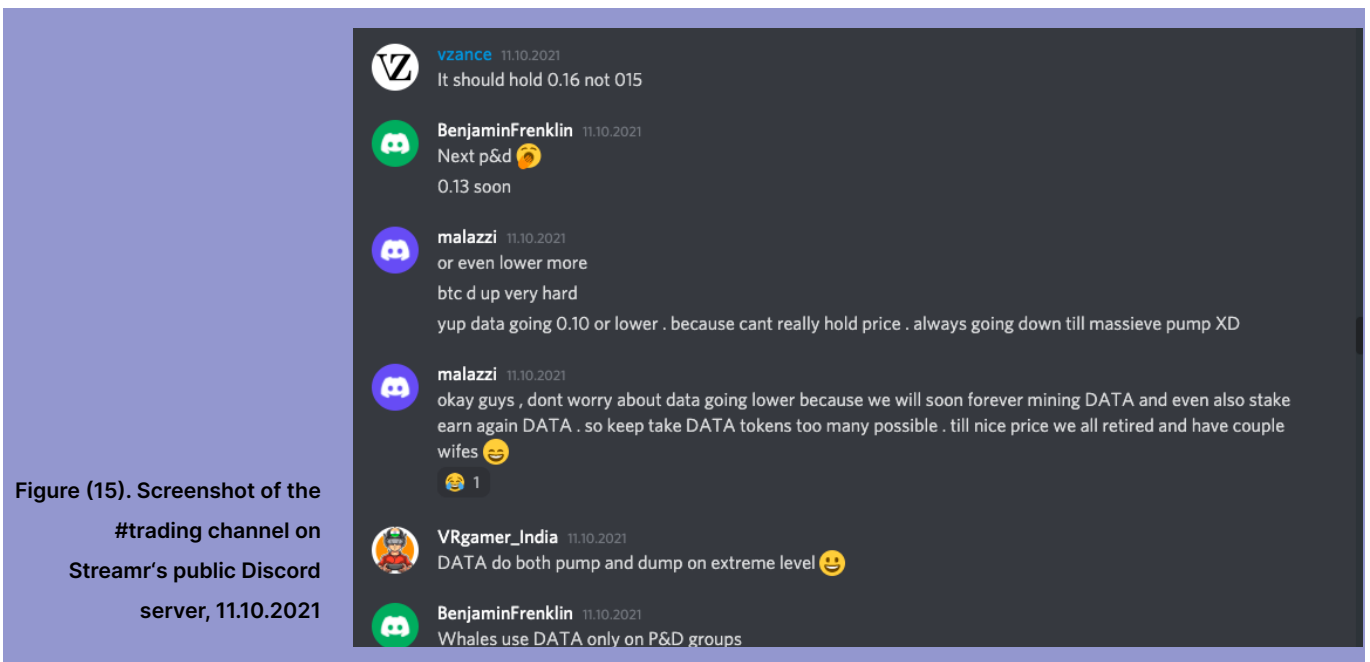 VZ
vzance 11.10.2021
It should hold 0.16 not 015
BenjaminFrenklin 11.10.2021
Next p&d 🥱
0.13 soon
malazzi 11.10.2021
or even lower more
btc d up very hard
yup data going 0.10 or lower . because cant really hold price . always going down till massieve pump XD
malazzi 11.10.2021
okay guys , dont worry about data going lower because we will soon forever mining DATA and even also stake
earn again DATA . so keep take DATA tokens too many possible . till nice price we all retired and have couple
wifes 😄
😂 1
VRgamer_India 11.10.2021
DATA do both pump and dump on extreme level 😃
BenjaminFrenklin 11.10.2021
Whales use DATA only on P&D groups
Figure (15). Screenshot of the
#trading channel on
Streamr‘s public Discord
server, 11.10.2021